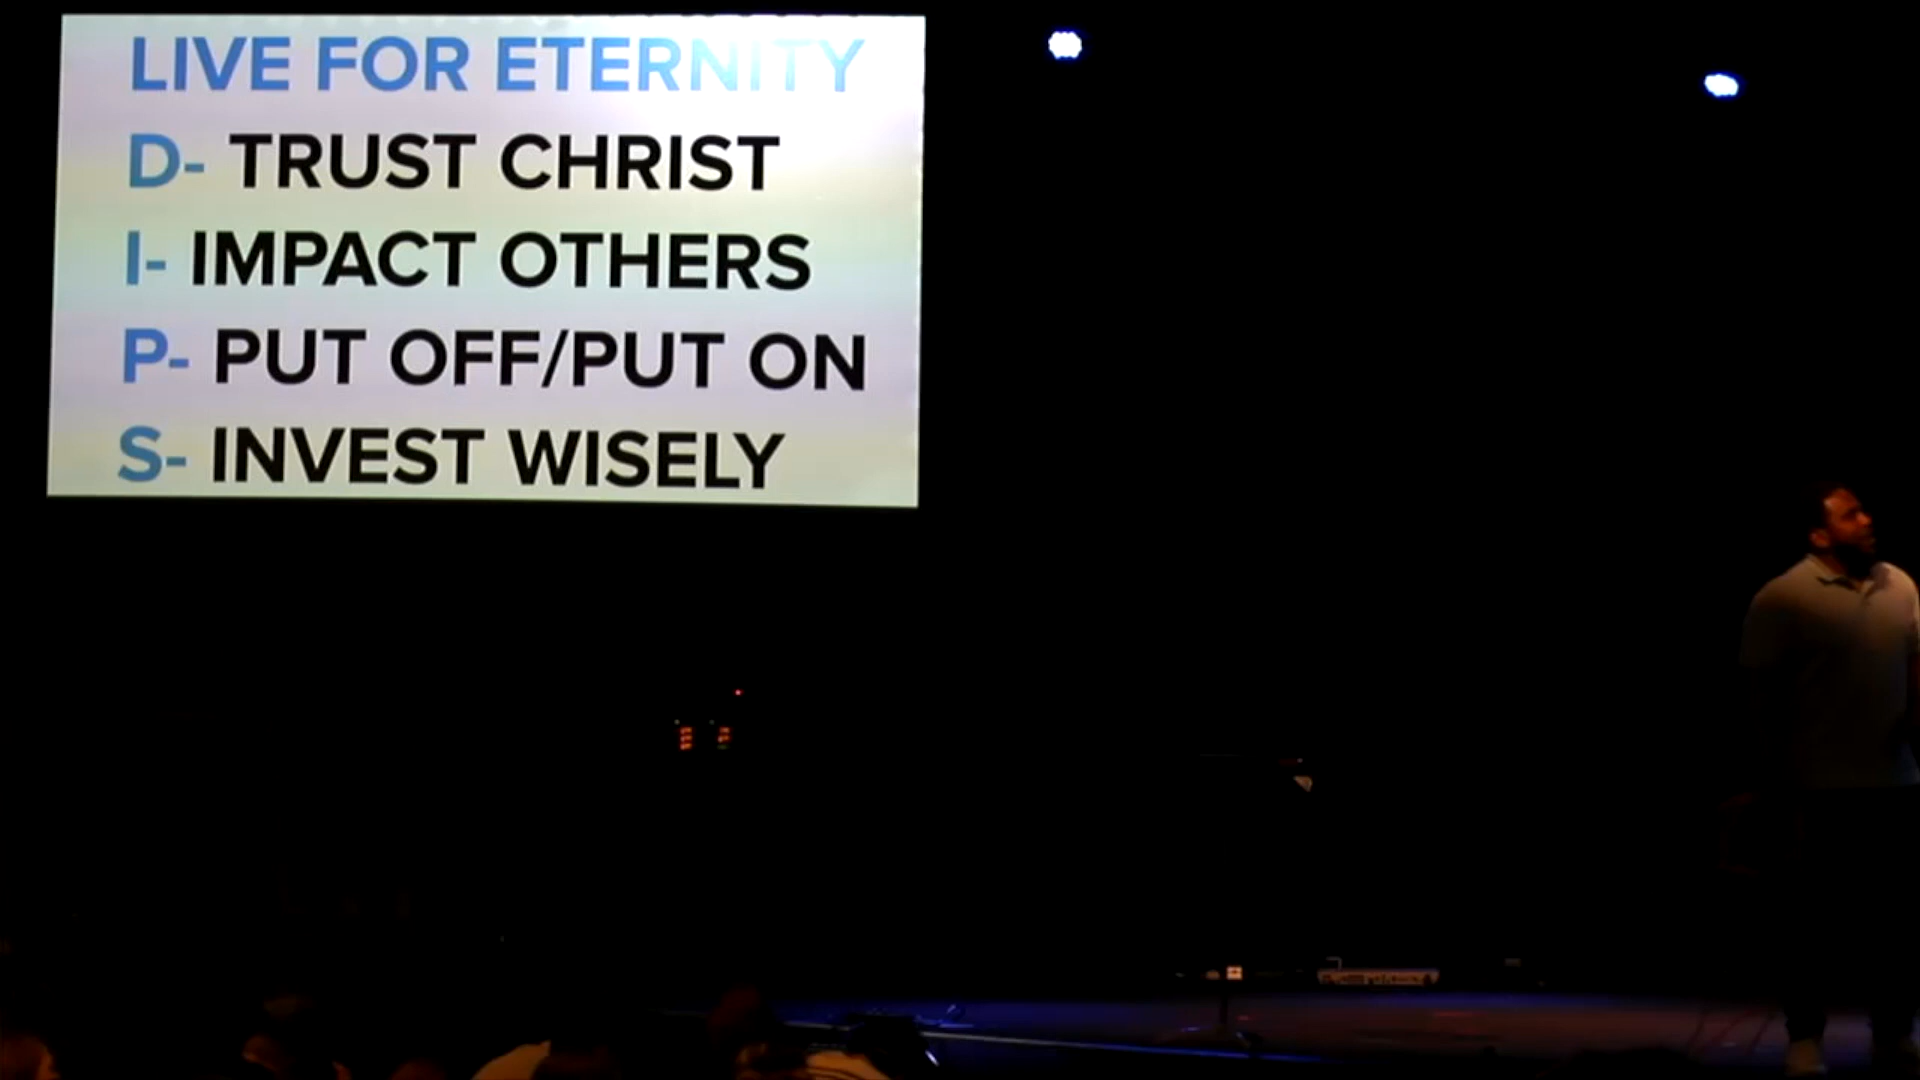 LIVE FOR ETERNITY
D- TRUST CHRIST
I- IMPACT OTHERS
P- PUT OFF/PUT ON
S- INVEST WISELY